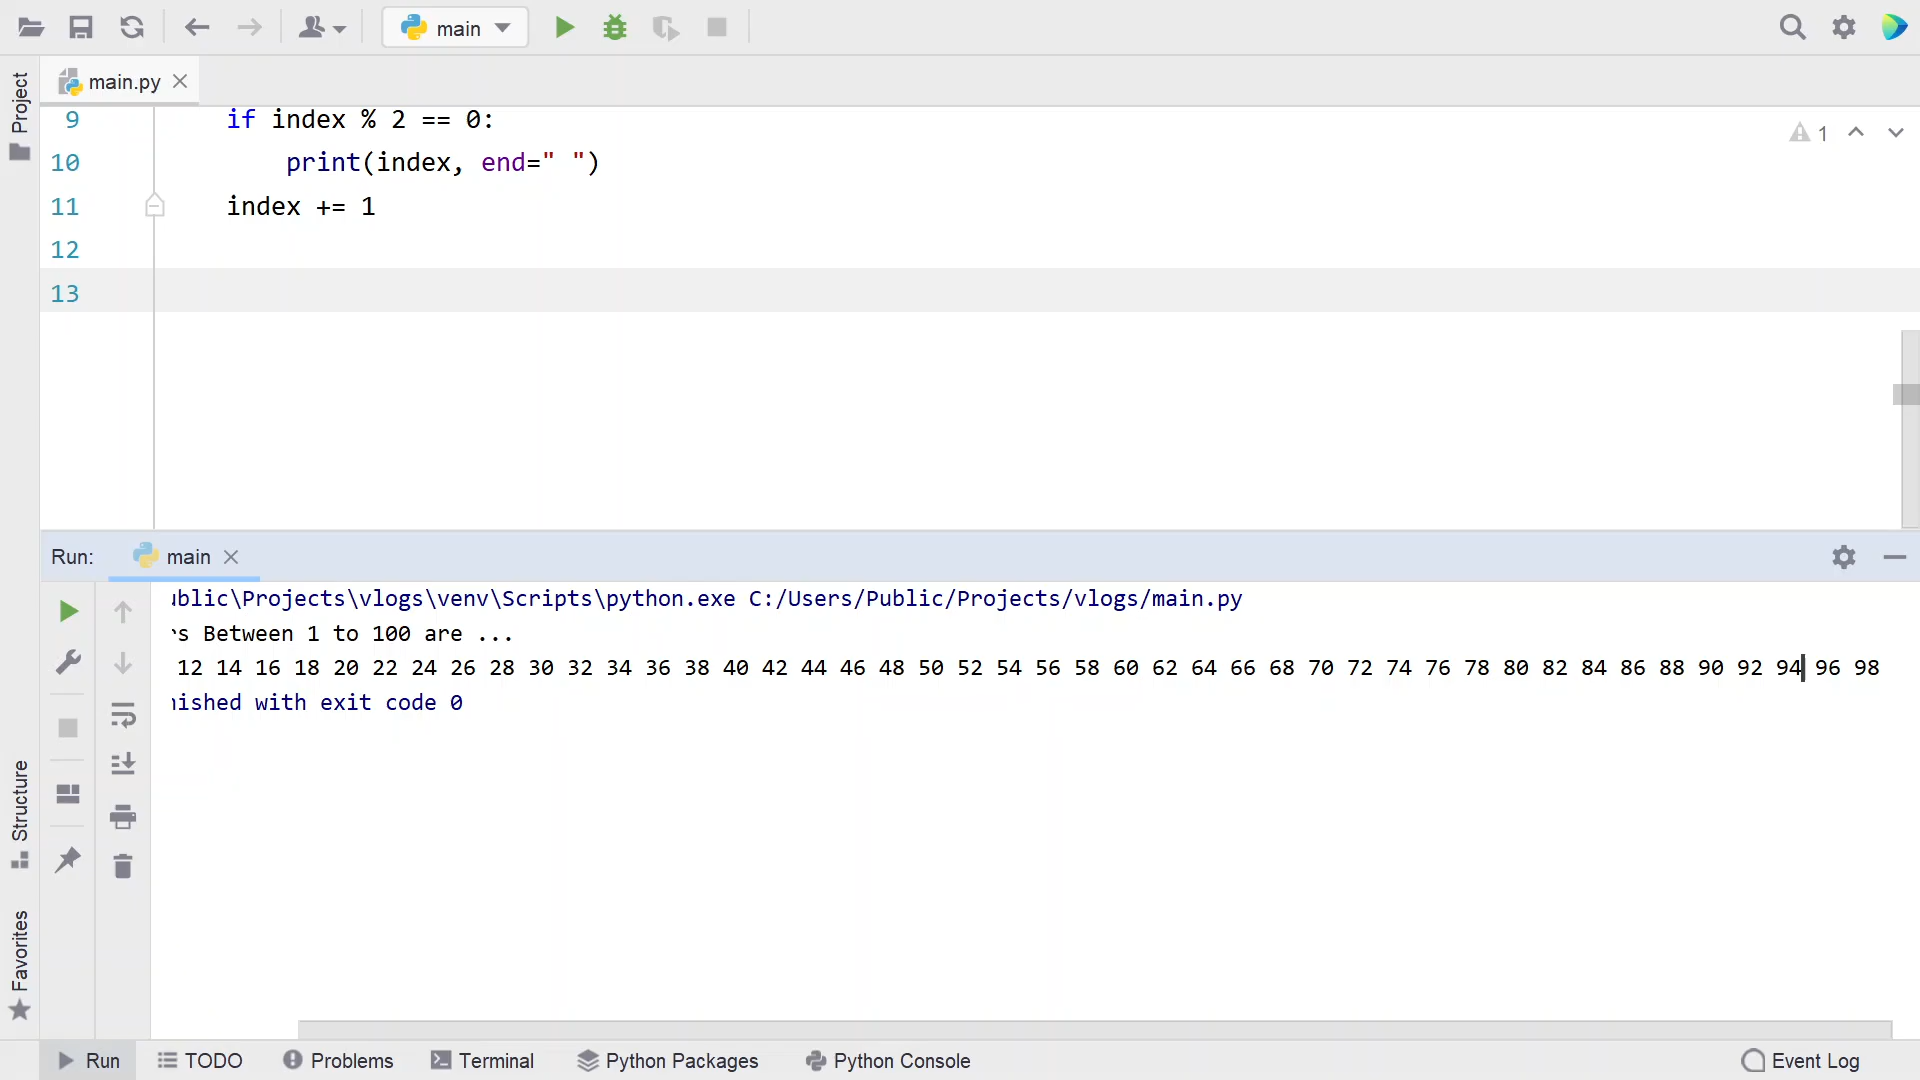 main
Project
main.py
9 if index % 2 == 0:
10 print(index, end=" ")
11 index += 1
12
13
1
Run: main
ublic\Projects\vlogs\venv\Scripts\python.exe C:/Users/Public/Projects/vlogs/main.py
s Between 1 to 100 are ...
12 14 16 18 20 22 24 26 28 30 32 34 36 38 40 42 44 46 48 50 52 54 56 58 60 62 64 66 68 70 72 74 76 78 80 82 84 86 88 90 92 94 96 98
nished with exit code 0
Structure
Favorites
Run TODO Problems Terminal Python Packages Python Console Event Log